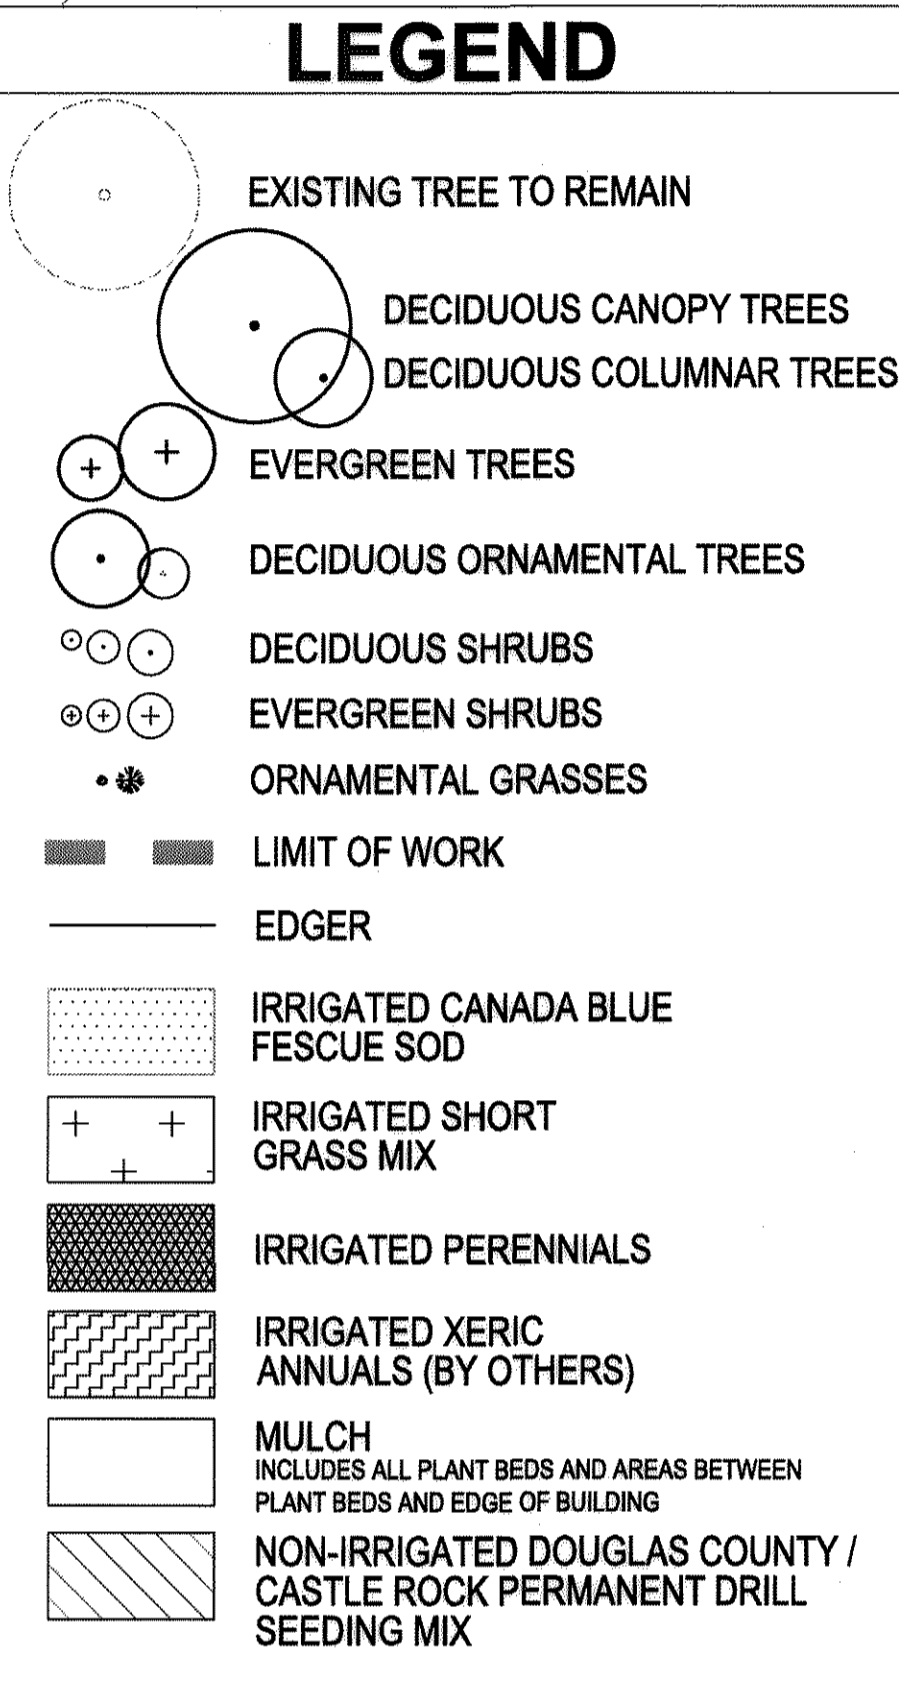 LEGEND
EXISTING TREE TO REMAIN
DECIDUOUS CANOPY TREES
DECIDUOUS COLUMNAR TREES
EVERGREEN TREES
DECIDUOUS ORNAMENTAL TREES
DECIDUOUS SHRUBS
EVERGREEN SHRUBS
ORNAMENTAL GRASSES
LIMIT OF WORK
EDGER
IRRIGATED CANADA BLUE
FESCUE SOD
IRRIGATED SHORT
GRASS MIX
IRRIGATED PERENNIALS
IRRIGATED XERIC
ANNUALS (BY OTHERS)
MULCH
INCLUDES ALL PLANT BEDS AND AREAS BETWEEN
PLANT BEDS AND EDGE OF BUILDING
NON-IRRIGATED DOUGLAS COUNTY /
CASTLE ROCK PERMANENT DRILL
SEEDING MIX